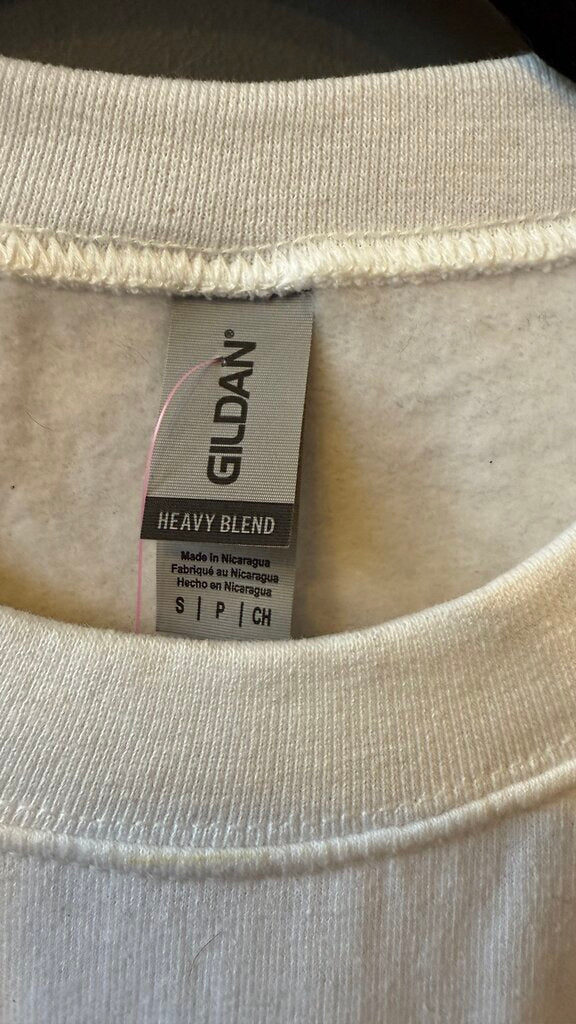 GILDAN®
HEAVY BLEND
Made in Nicaragua
Fabriqué au Nicaragua
Hecho en Nicaragua
S | P | CH